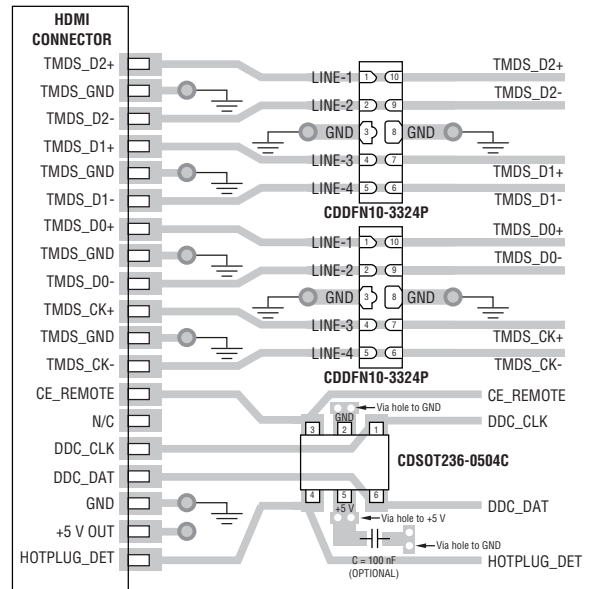 HDMI
CONNECTOR
TMDS_D2+
TMDS_GND
TMDS_D2-
TMDS_D1+
TMDS_GND
TMDS_D1-
TMDS_D0+
TMDS_GND
TMDS_D0-
TMDS_CK+
TMDS_GND
TMDS_CK-
CE_REMOTE
N/C
DDC_CLK
DDC_DAT
GND
+5 V OUT
HOTPLUG_DET
LINE-1 1 10 TMDS_D2+
LINE-2 2 9 TMDS_D2-
GND 3 8 GND
LINE-3 4 7 TMDS_D1+
LINE-4 5 6 TMDS_D1-
CDDFN10-3324P
LINE-1 1 10 TMDS_D0+
LINE-2 2 9 TMDS_D0-
GND 3 8 GND
LINE-3 4 7 TMDS_CK+
LINE-4 5 6 TMDS_CK-
CDDFN10-3324P
CE_REMOTE
Via hole to GND
GND
DDC_CLK
3 2 1
CDSOT236-0504C
4 5 6
+5 V
DDC_DAT
Via hole to +5 V
Via hole to GND
C = 100 nF
(OPTIONAL)
HOTPLUG_DET